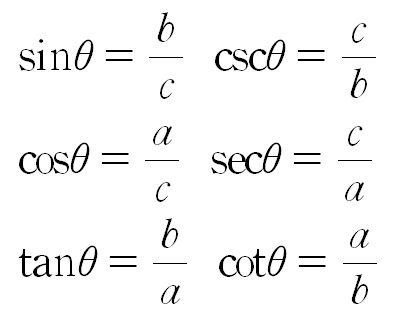 sinθ = b/c cscθ = c/b
cosθ = a/c secθ = c/a
tanθ = b/a cotθ = a/b